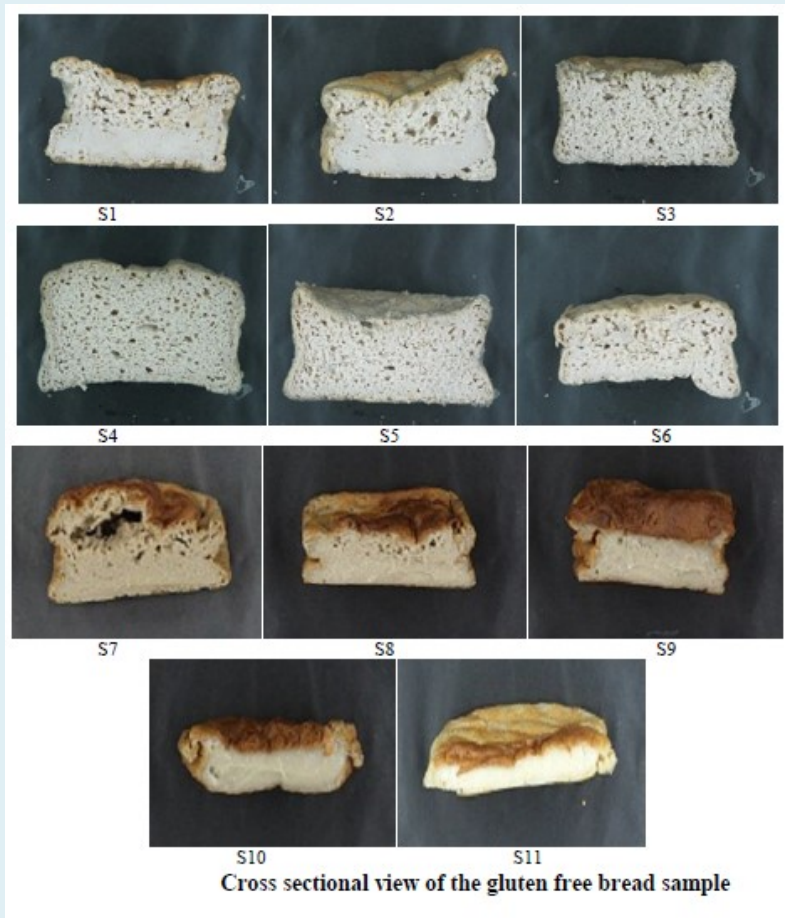 S1
S2
S3
S4
S5
S6
S7
S8
S9
S10
S11
Cross sectional view of the gluten free bread sample